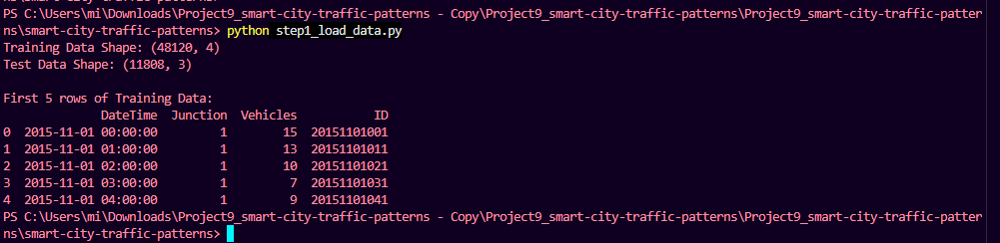 ns\smart-city-traffic-patterns>
PS C:\Users\mi\Downloads\Project9_smart-city-traffic-patterns - Copy\Project9_smart-city-traffic-patterns\Project9_smart-city-traffic-patter
ns\smart-city-traffic-patterns> python step1_load_data.py
Training Data Shape: (48120, 4)
Test Data Shape: (11808, 3)
First 5 rows of Training Data:
DateTime Junction Vehicles ID
0 2015-11-01 00:00:00 1 15 20151101001
1 2015-11-01 01:00:00 1 13 20151101011
2 2015-11-01 02:00:00 1 10 20151101021
3 2015-11-01 03:00:00 1 7 20151101031
4 2015-11-01 04:00:00 1 9 20151101041
PS C:\Users\mi\Downloads\Project9_smart-city-traffic-patterns - Copy\Project9_smart-city-traffic-patterns\Project9_smart-city-traffic-patter
ns\smart-city-traffic-patterns>